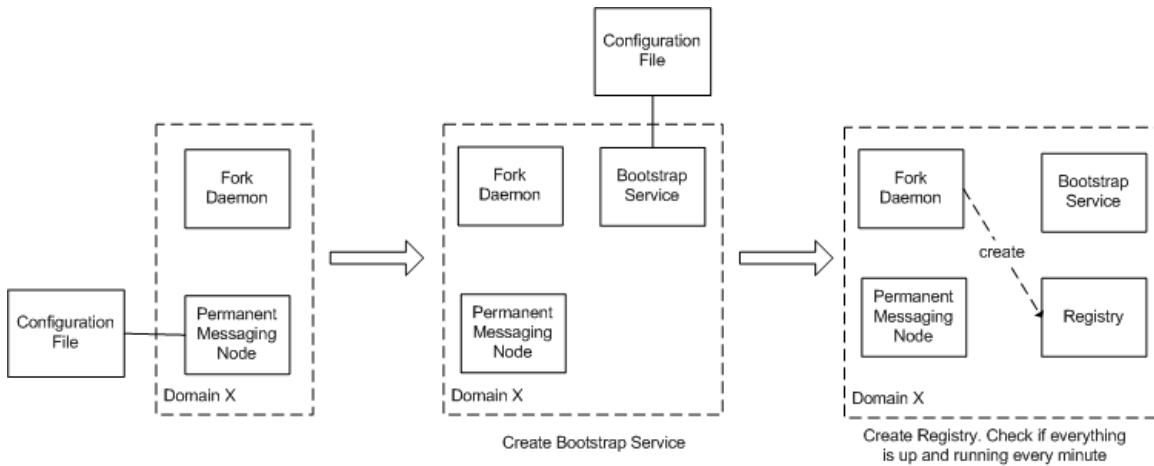 Configuration
File
Fork
Daemon
Permanent
Messaging
Node
Domain X
Configuration
File
Fork
Daemon
Bootstrap
Service
Permanent
Messaging
Node
Domain X
Create Bootstrap Service
Fork
Daemon
Bootstrap
Service
create
Permanent
Messaging
Node
Registry
Domain X
Create Registry. Check if everything
is up and running every minute